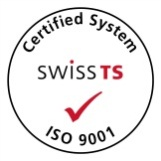 Certified System
swiss TS
ISO 9001